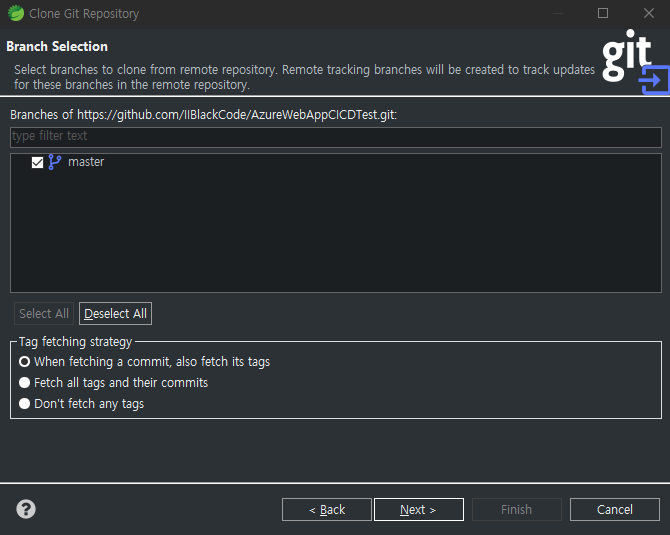 Clone Git Repository
Branch Selection
Select branches to clone from remote repository. Remote tracking branches will be created to track updates
for these branches in the remote repository.
git
Branches of https://github.com/IIBlackCode/AzureWebAppCICDTest.git:
type filter text
master
Select All
Deselect All
Tag fetching strategy
When fetching a commit, also fetch its tags
Fetch all tags and their commits
Don't fetch any tags
?
< Back
Next >
Finish
Cancel